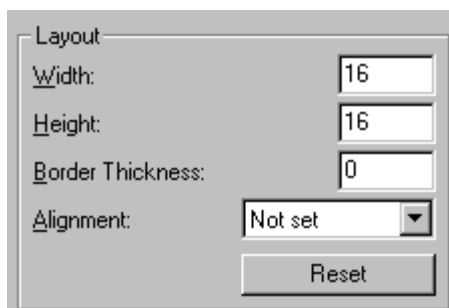 Layout
Width: 16
Height: 16
Border Thickness: 0
Alignment: Not set
Reset